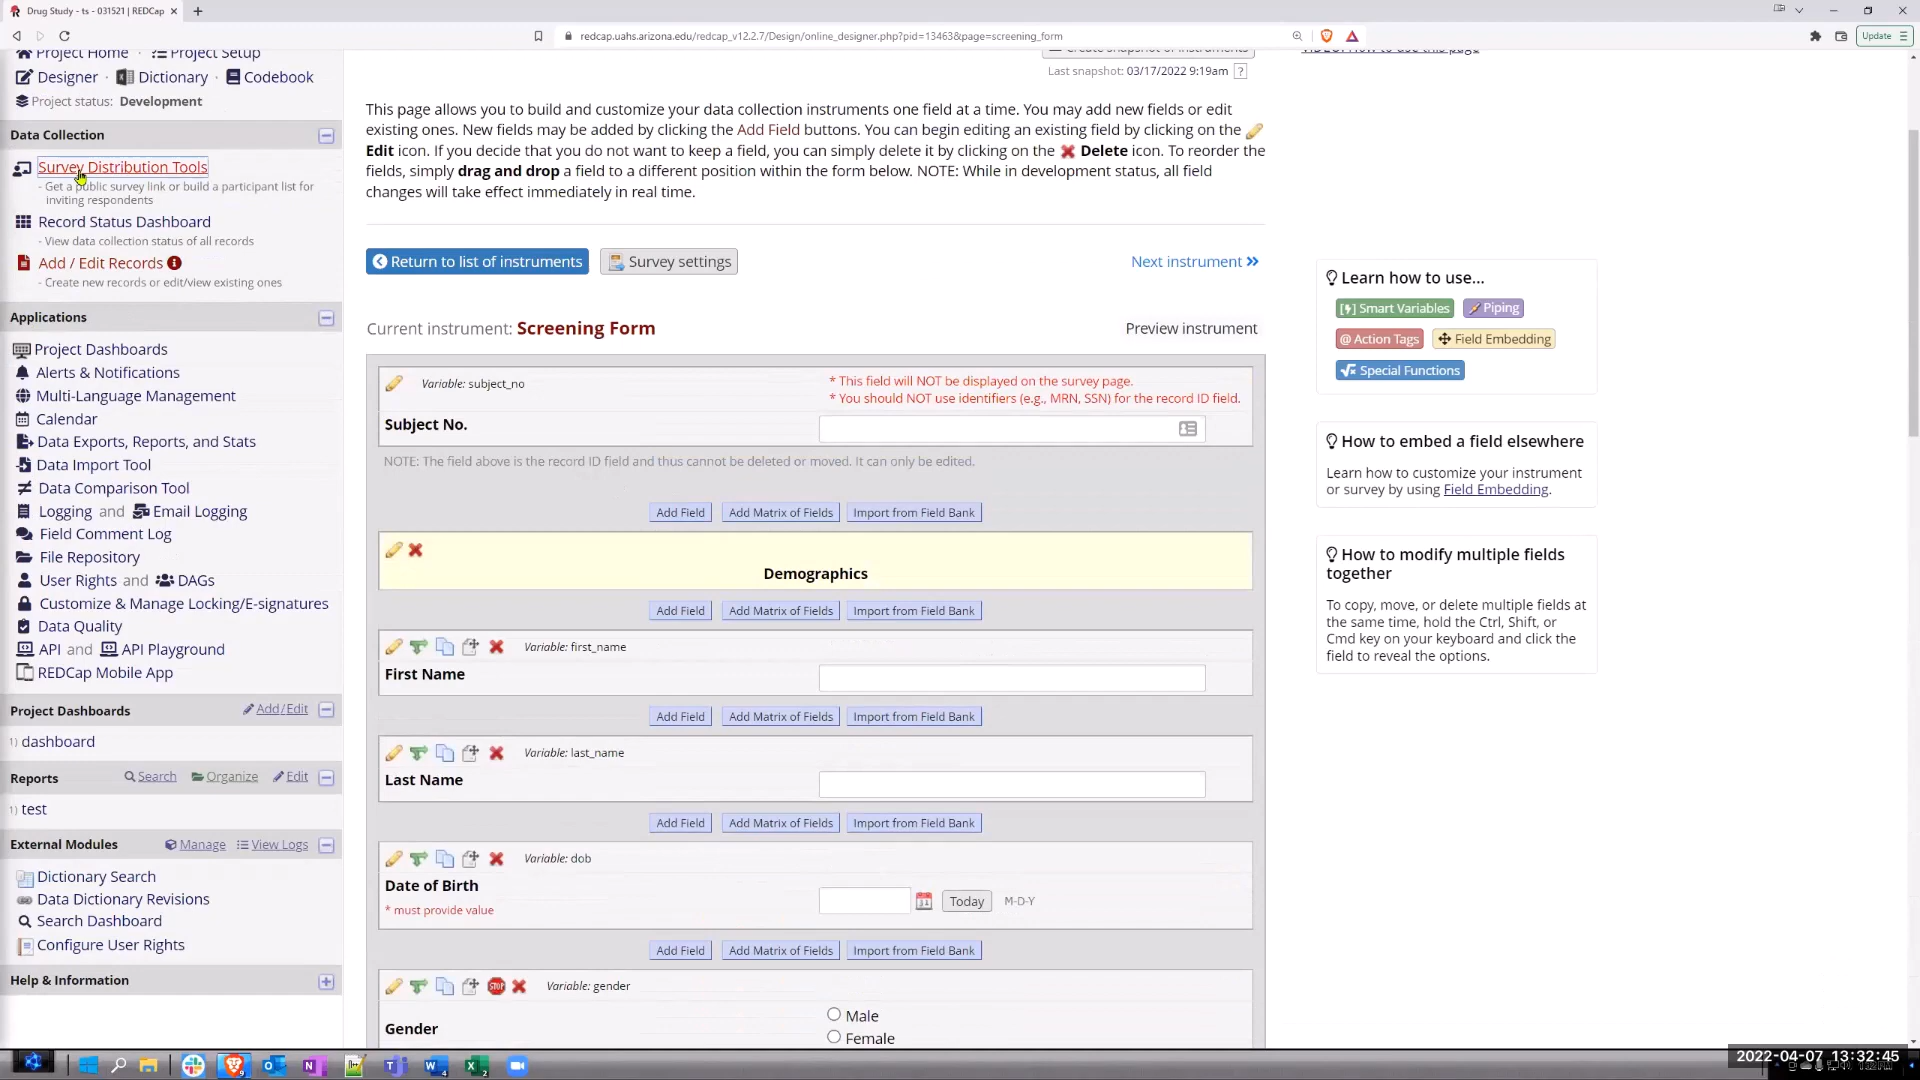 Drug Study - ts - 031521 | REDCap
redcap.uahs.arizona.edu/redcap_v12.2.7/Design/online_designer.php?pid=13463&page=screening_form
Update
Project Home · Project Setup
Designer · Dictionary · Codebook
Project status: Development
Data Collection
Survey Distribution Tools
- Get a public survey link or build a participant list for
inviting respondents
Record Status Dashboard
- View data collection status of all records
Add / Edit Records
- Create new records or edit/view existing ones
Applications
Project Dashboards
Alerts & Notifications
Multi-Language Management
Calendar
Data Exports, Reports, and Stats
Data Import Tool
Data Comparison Tool
Logging and Email Logging
Field Comment Log
File Repository
User Rights and DAGs
Customize & Manage Locking/E-signatures
Data Quality
API and API Playground
REDCap Mobile App
Project Dashboards Add/Edit
1) dashboard
Reports Search Organize Edit
1) test
External Modules Manage View Logs
Dictionary Search
Data Dictionary Revisions
Search Dashboard
Configure User Rights
Help & Information
Create snapshot of instruments
Last snapshot: 03/17/2022 9:19am ?
VIDEO: How to use this page
This page allows you to build and customize your data collection instruments one field at a time. You may add new fields or edit
existing ones. New fields may be added by clicking the Add Field buttons. You can begin editing an existing field by clicking on the
Edit icon. If you decide that you do not want to keep a field, you can simply delete it by clicking on the Delete icon. To reorder the
fields, simply drag and drop a field to a different position within the form below. NOTE: While in development status, all field
changes will take effect immediately in real time.
Return to list of instruments Survey settings Next instrument
Current instrument: Screening Form Preview instrument
Variable: subject_no
* This field will NOT be displayed on the survey page.
* You should NOT use identifiers (e.g., MRN, SSN) for the record ID field.
Subject No.
NOTE: The field above is the record ID field and thus cannot be deleted or moved. It can only be edited.
Add Field Add Matrix of Fields Import from Field Bank
Demographics
Add Field Add Matrix of Fields Import from Field Bank
Variable: first_name
First Name
Add Field Add Matrix of Fields Import from Field Bank
Variable: last_name
Last Name
Add Field Add Matrix of Fields Import from Field Bank
Variable: dob
Date of Birth
* must provide value
Today M-D-Y
Add Field Add Matrix of Fields Import from Field Bank
STOP Variable: gender
Gender
Male
Female
Learn how to use...
Smart Variables Piping
@ Action Tags Field Embedding
Special Functions
How to embed a field elsewhere
Learn how to customize your instrument
or survey by using Field Embedding.
How to modify multiple fields
together
To copy, move, or delete multiple fields at
the same time, hold the Ctrl, Shift, or
Cmd key on your keyboard and click the
field to reveal the options.
2022-04-07 13:32:45